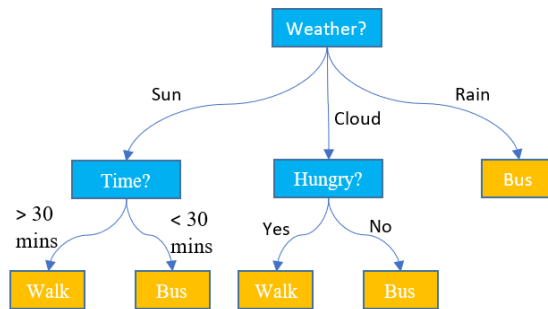 Weather?
Sun
Cloud
Rain
Time?
Hungry?
Bus
> 30
mins
< 30
mins
Yes
No
Walk
Bus
Walk
Bus